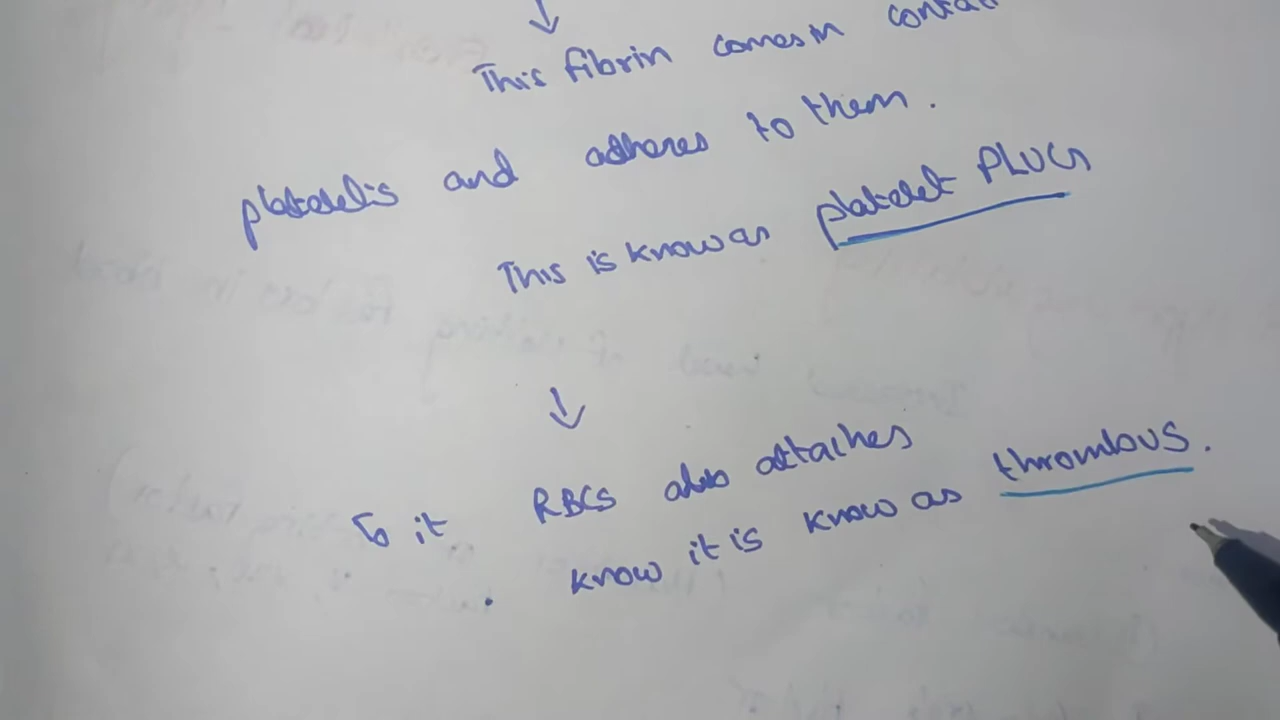 This fibrin comes in
platelets and adheres to them.
This is know as platelet PLUG
RBCS also attaches
to it
know it is know as thrombus.